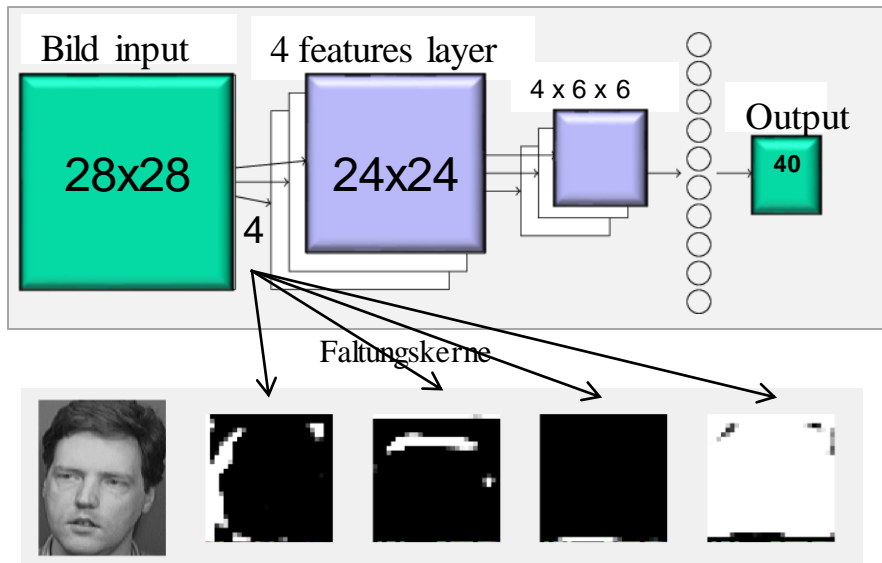 Bild input
4 features layer
4 x 6 x 6
Output
28x28
24x24
40
4
Faltungskerne